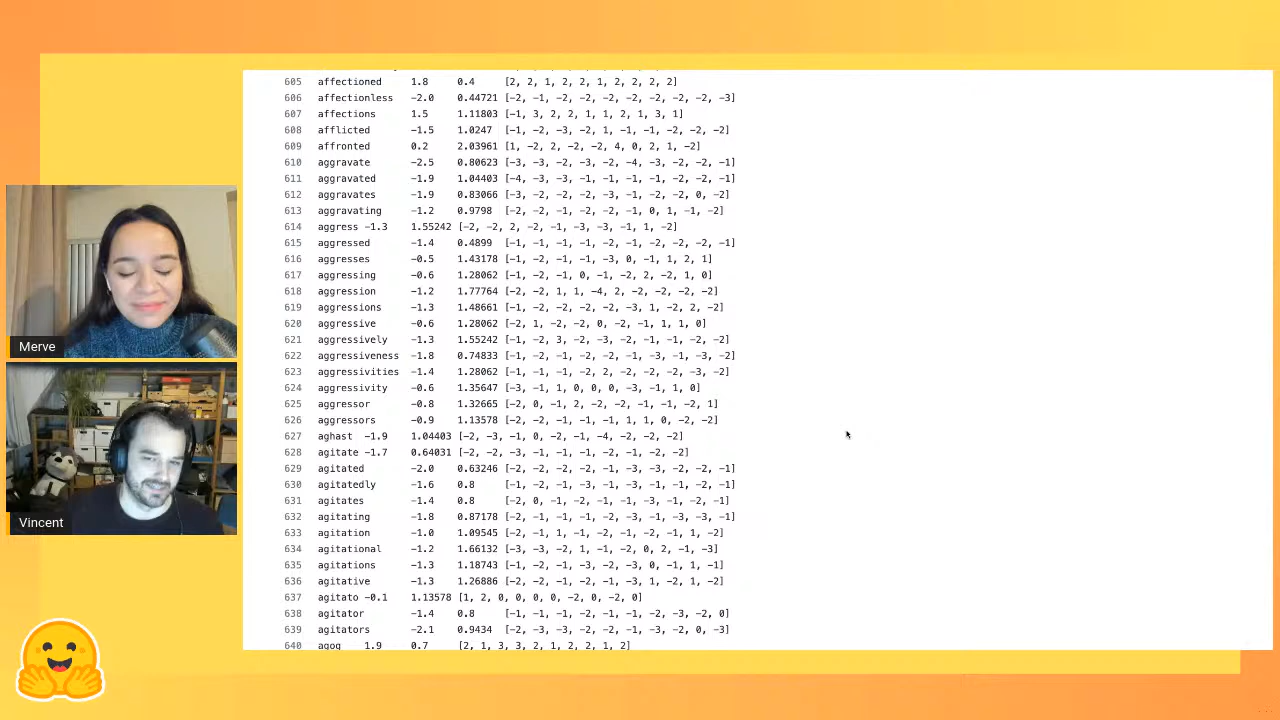 605 affectioned 1.8 0.4 [2, 2, 1, 2, 2, 1, 2, 2, 2, 2]
606 affectionless -2.0 0.44721 [-2, -1, -2, -2, -2, -2, -2, -2, -2, -3]
607 affections 1.5 1.11803 [-1, 3, 2, 2, 1, 1, 2, 1, 3, 1]
608 afflicted -1.5 1.0247 [-1, -2, -3, -2, 1, -1, -1, -2, -2, -2]
609 affronted 0.2 2.03961 [1, -2, 2, -2, -2, 4, 0, 2, 1, -2]
610 aggravate -2.5 0.80623 [-3, -3, -2, -3, -2, -4, -3, -2, -2, -1]
611 aggravated -1.9 1.04403 [-4, -3, -3, -1, -1, -1, -1, -2, -2, -1]
612 aggravates -1.9 0.83066 [-3, -2, -2, -2, -3, -1, -2, -2, 0, -2]
613 aggravating -1.2 0.9798 [-2, -2, -1, -2, -2, -1, 0, 1, -1, -2]
614 aggress -1.3 1.55242 [-2, -2, 2, -2, -1, -3, -3, -1, 1, -2]
615 aggressed -1.4 0.4899 [-1, -1, -1, -1, -2, -1, -2, -2, -2, -1]
616 aggresses -0.5 1.43178 [-1, -2, -1, -1, -3, 0, -1, 1, 2, 1]
617 aggressing -0.6 1.28062 [-1, -2, -1, 0, -1, -2, 2, -2, 1, 0]
618 aggression -1.2 1.77764 [-2, -2, 1, 1, -4, 2, -2, -2, -2, -2]
619 aggressions -1.3 1.48661 [-1, -2, -2, -2, -2, -3, 1, -2, 2, -2]
620 aggressive -0.6 1.28062 [-2, 1, -2, -2, 0, -2, -1, 1, 1, 0]
621 aggressively -1.3 1.55242 [-1, -2, 3, -2, -3, -2, -1, -1, -2, -2]
622 aggressiveness -1.8 0.74833 [-1, -2, -1, -2, -2, -1, -3, -1, -3, -2]
623 aggressivities -1.4 1.28062 [-1, -1, -1, -2, 2, -2, -2, -2, -3, -2]
624 aggressivity -0.6 1.35647 [-3, -1, 1, 0, 0, 0, -3, -1, 1, 0]
625 aggressor -0.8 1.32665 [-2, 0, -1, 2, -2, -2, -1, -1, -2, 1]
626 aggressors -0.9 1.13578 [-2, -2, -1, -1, -1, 1, 1, 0, -2, -2]
627 aghast -1.9 1.04403 [-2, -3, -1, 0, -2, -1, -4, -2, -2, -2]
628 agitate -1.7 0.64031 [-2, -2, -3, -1, -1, -1, -2, -1, -2, -2]
629 agitated -2.0 0.63246 [-2, -2, -2, -2, -1, -3, -3, -2, -2, -1]
630 agitatedly -1.6 0.8 [-1, -2, -1, -3, -1, -3, -1, -1, -2, -1]
631 agitates -1.4 0.8 [-2, 0, -1, -2, -1, -1, -3, -1, -2, -1]
632 agitating -1.8 0.87178 [-2, -1, -1, -1, -2, -3, -1, -3, -3, -1]
633 agitation -1.0 1.09545 [-2, -1, 1, -1, -2, -1, -2, -1, 1, -2]
634 agitational -1.2 1.66132 [-3, -3, -2, 1, -1, -2, 0, 2, -1, -3]
635 agitations -1.3 1.18743 [-1, -2, -1, -3, -2, -3, 0, -1, 1, -1]
636 agitative -1.3 1.26886 [-2, -2, -1, -2, -1, -3, 1, -2, 1, -2]
637 agitato -0.1 1.13578 [1, 2, 0, 0, 0, 0, -2, 0, -2, 0]
638 agitator -1.4 0.8 [-1, -1, -1, -2, -1, -1, -2, -3, -2, 0]
639 agitators -2.1 0.9434 [-2, -3, -3, -2, -2, -1, -3, -2, 0, -3]
640 agog 1.9 0.7 [2, 1, 3, 3, 2, 1, 2, 2, 1, 2]
Merve
Vincent